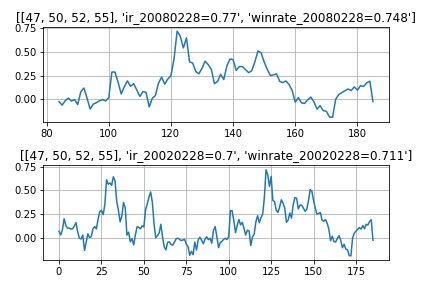 [[47, 50, 52, 55], 'ir_20080228=0.77', 'winrate_20080228=0.748']
0.75
0.50
0.25
0.00
80 100 120 140 160 180
[[47, 50, 52, 55], 'ir_20020228=0.7', 'winrate_20020228=0.711']
0.75
0.50
0.25
0.00
0 25 50 75 100 125 150 175